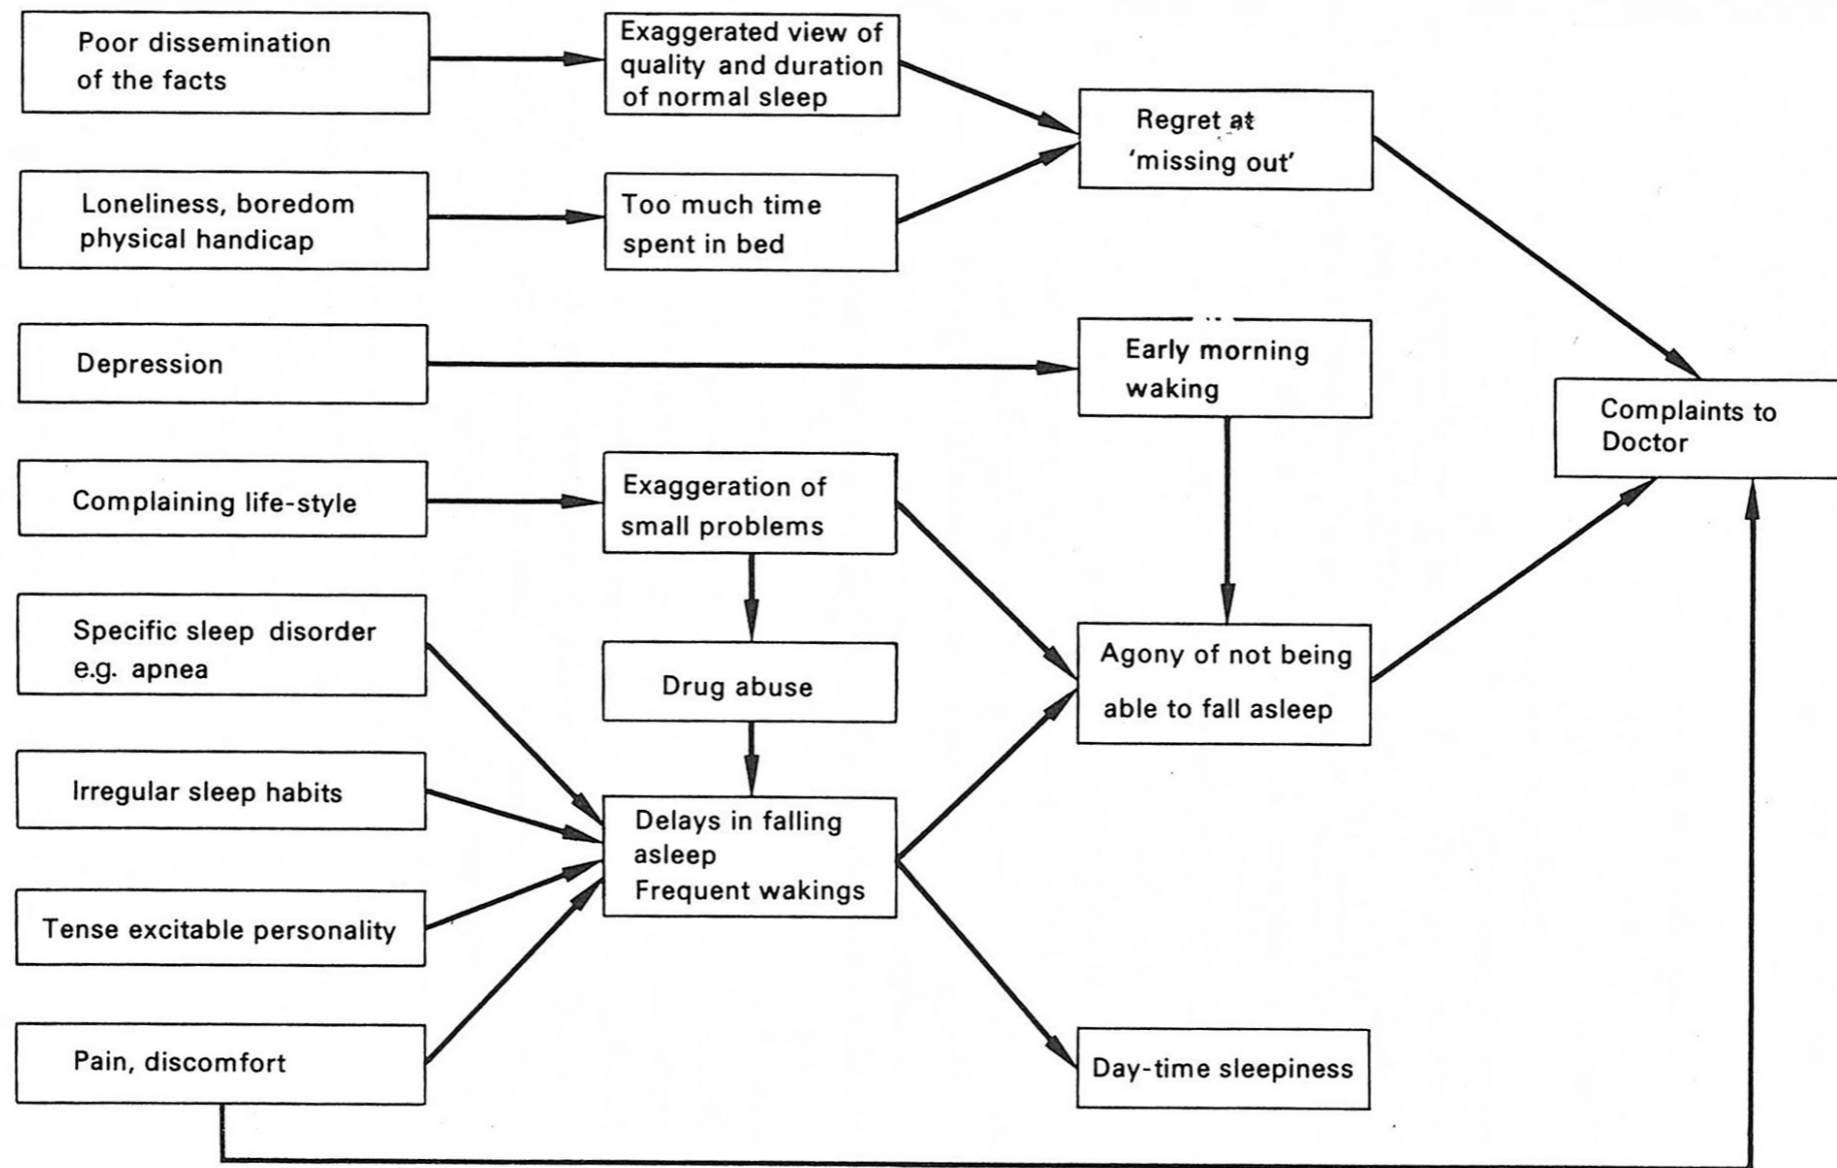 Poor dissemination
of the facts
Exaggerated view of
quality and duration
of normal sleep
Regret at
‘missing out’
Loneliness, boredom
physical handicap
Too much time
spent in bed
Depression
Early morning
waking
Complaints to
Doctor
Complaining life-style
Exaggeration of
small problems
Specific sleep disorder
e.g. apnea
Drug abuse
Agony of not being
able to fall asleep
Irregular sleep habits
Delays in falling
asleep
Frequent wakings
Tense excitable personality
Pain, discomfort
Day-time sleepiness